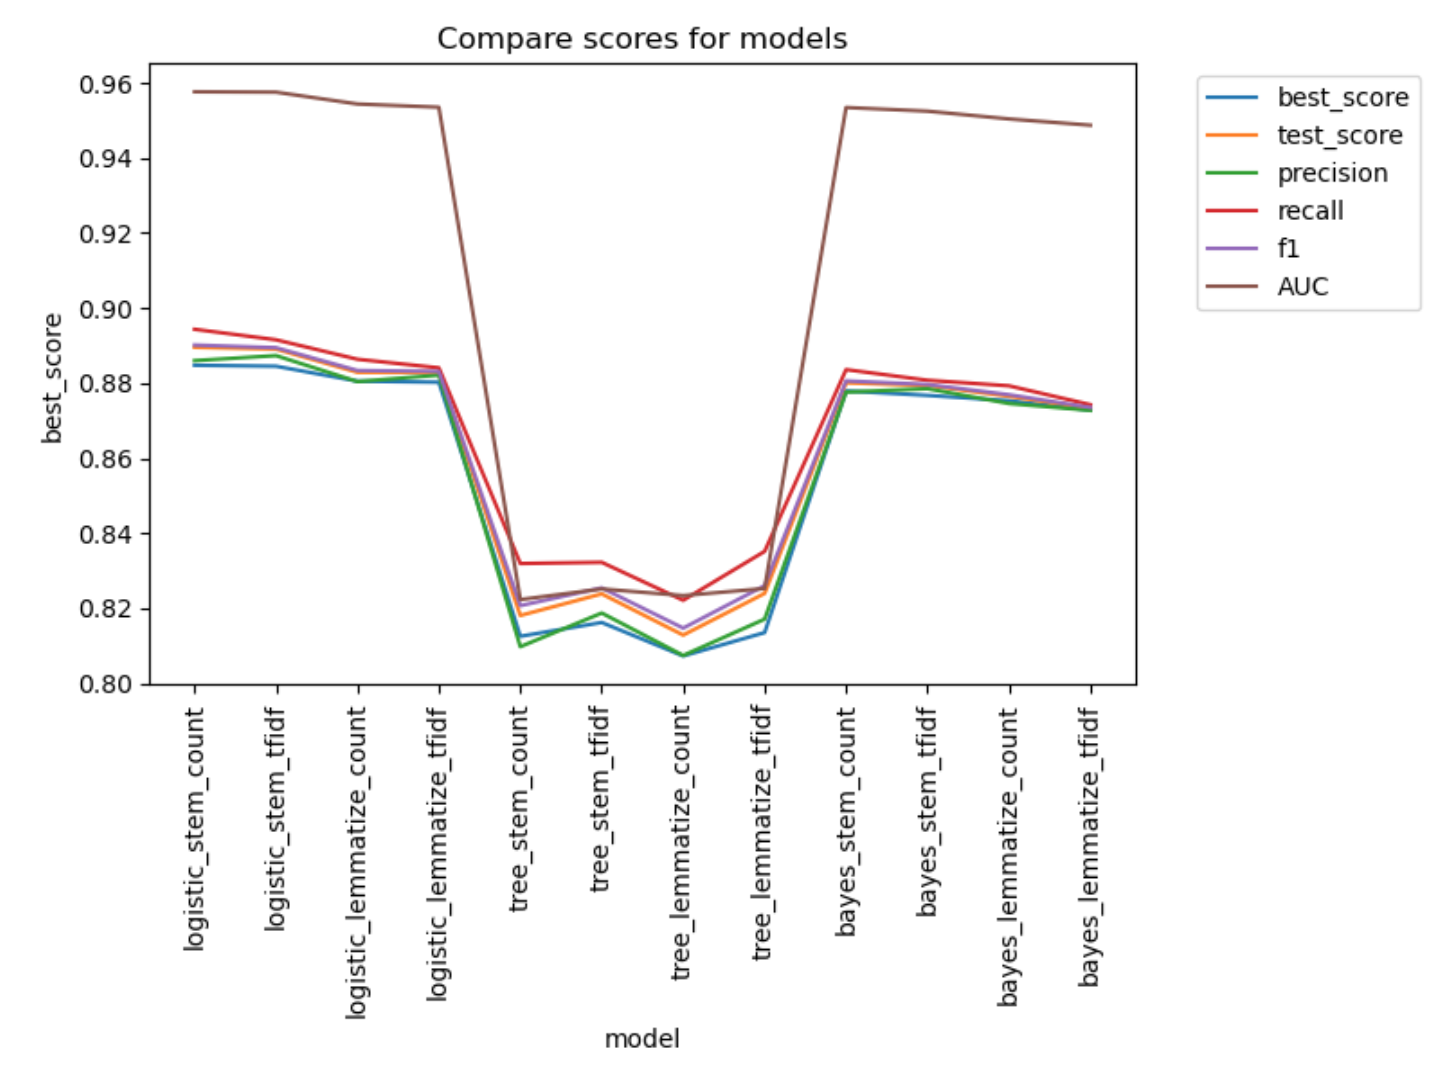 Compare scores for models
best_score
0.96
0.94
0.92
0.90
0.88
0.86
0.84
0.82
0.80
logistic_stem_count
logistic_stem_tfidf
logistic_lemmatize_count
logistic_lemmatize_tfidf
tree_stem_count
tree_stem_tfidf
tree_lemmatize_count
tree_lemmatize_tfidf
bayes_stem_count
bayes_stem_tfidf
bayes_lemmatize_count
bayes_lemmatize_tfidf
model
best_score
test_score
precision
recall
f1
AUC